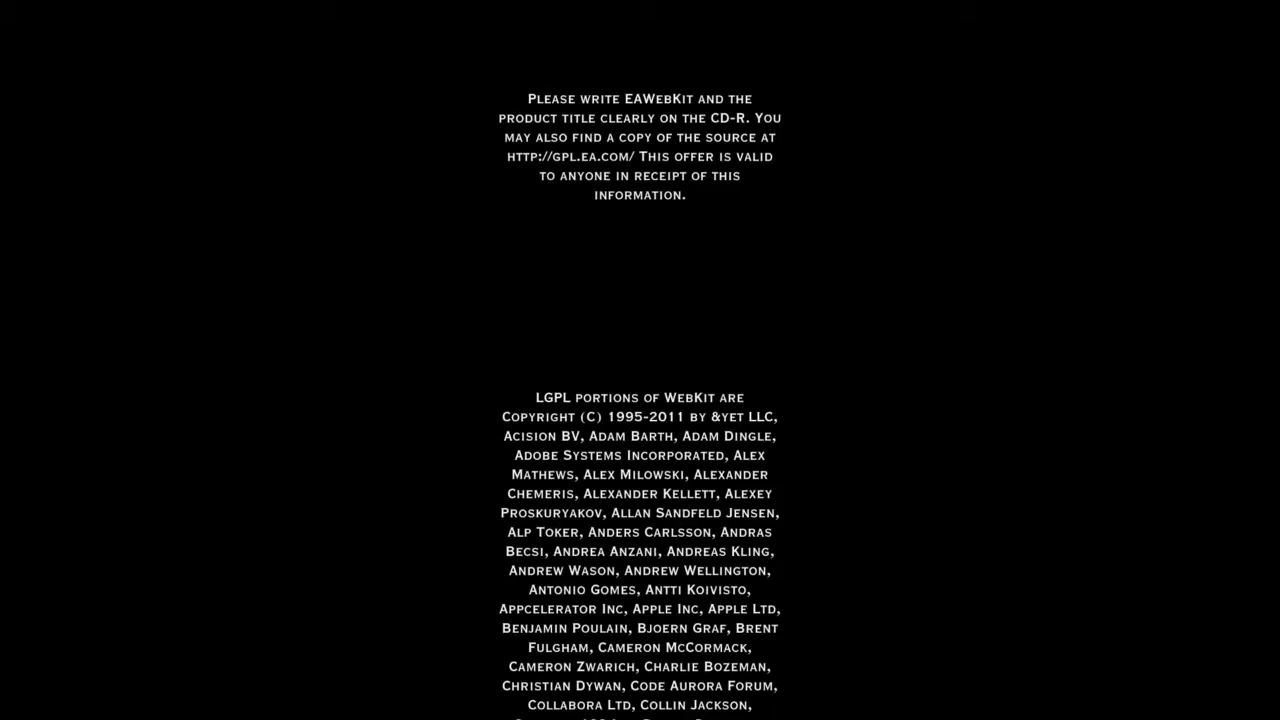 Please write EAWebKit and the
product title clearly on the CD-R. You
may also find a copy of the source at
http://gpl.ea.com/ This offer is valid
to anyone in receipt of this
information.
LGPL portions of WebKit are
Copyright (C) 1995-2011 by &yet LLC,
Acision BV, Adam Barth, Adam Dingle,
Adobe Systems Incorporated, Alex
Mathews, Alex Milowski, Alexander
Chemeris, Alexander Kellett, Alexey
Proskuryakov, Allan Sandfeld Jensen,
Alp Toker, Anders Carlsson, Andras
Becsi, Andrea Anzani, Andreas Kling,
Andrew Wason, Andrew Wellington,
Antonio Gomes, Antti Koivisto,
Appcelerator Inc, Apple Inc, Apple Ltd,
Benjamin Poulain, Bjoern Graf, Brent
Fulgham, Cameron McCormack,
Cameron Zwarich, Charlie Bozeman,
Christian Dywan, Code Aurora Forum,
Collabora Ltd, Collin Jackson,